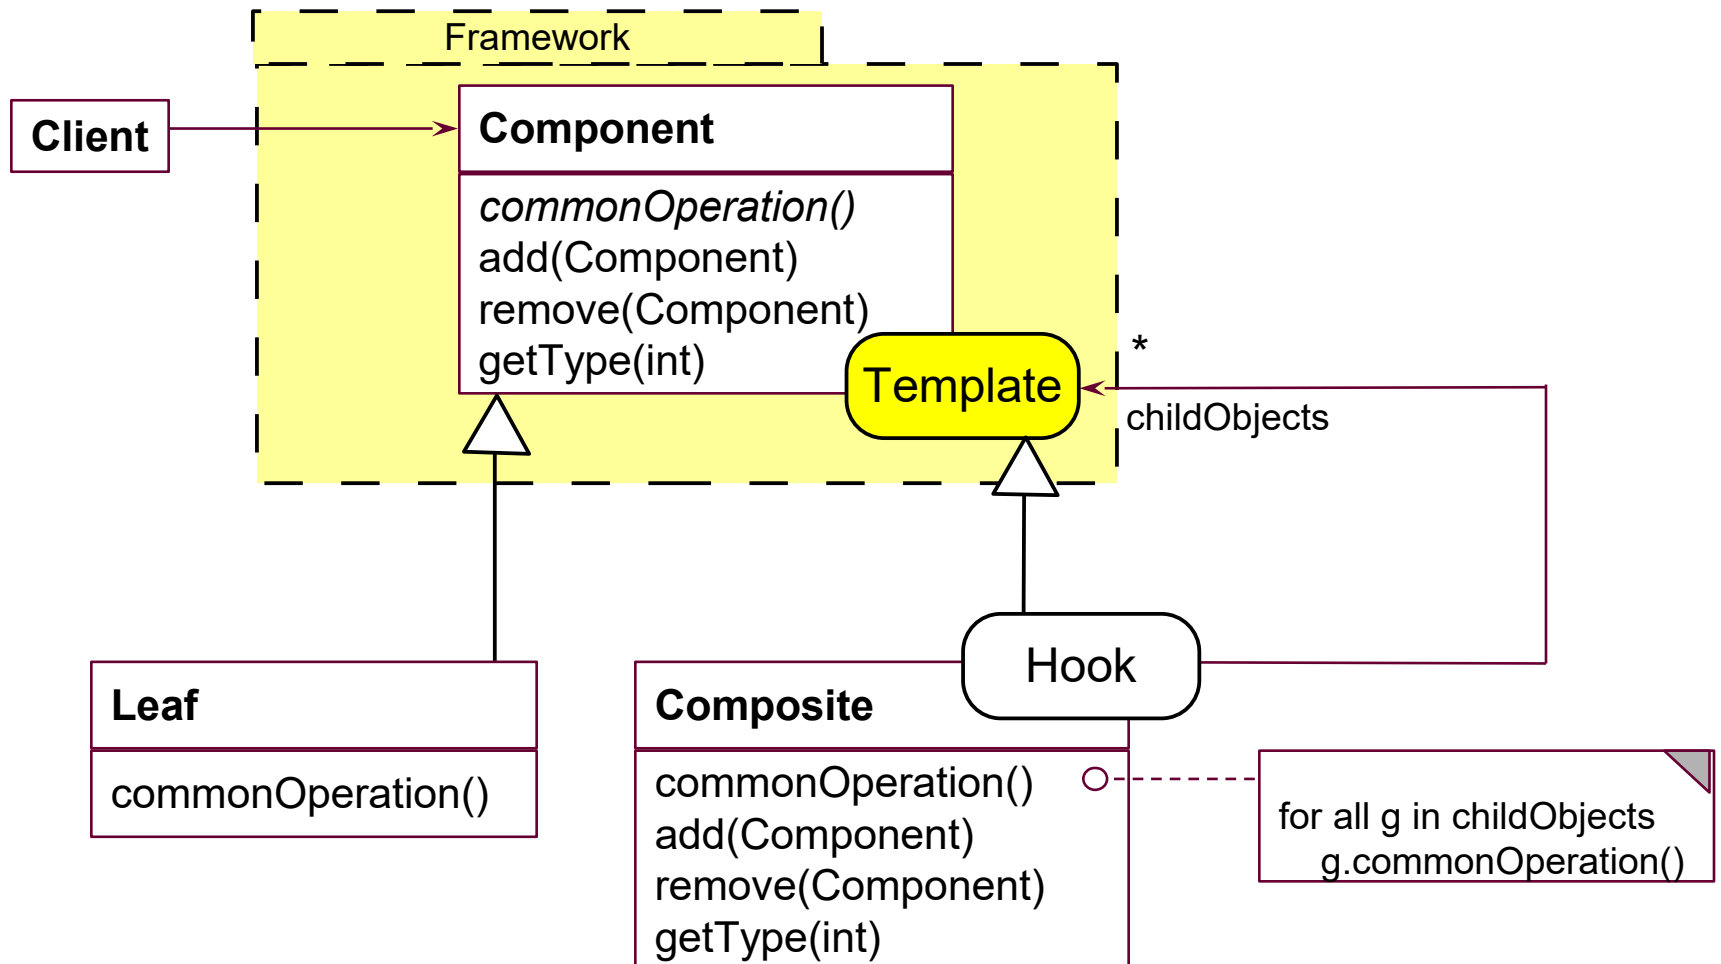 Framework
Client
Component
commonOperation()
add(Component)
remove(Component)
getType(int)
Template
*
childObjects
Hook
Leaf
commonOperation()
Composite
commonOperation()
add(Component)
remove(Component)
getType(int)
for all g in childObjects
g.commonOperation()